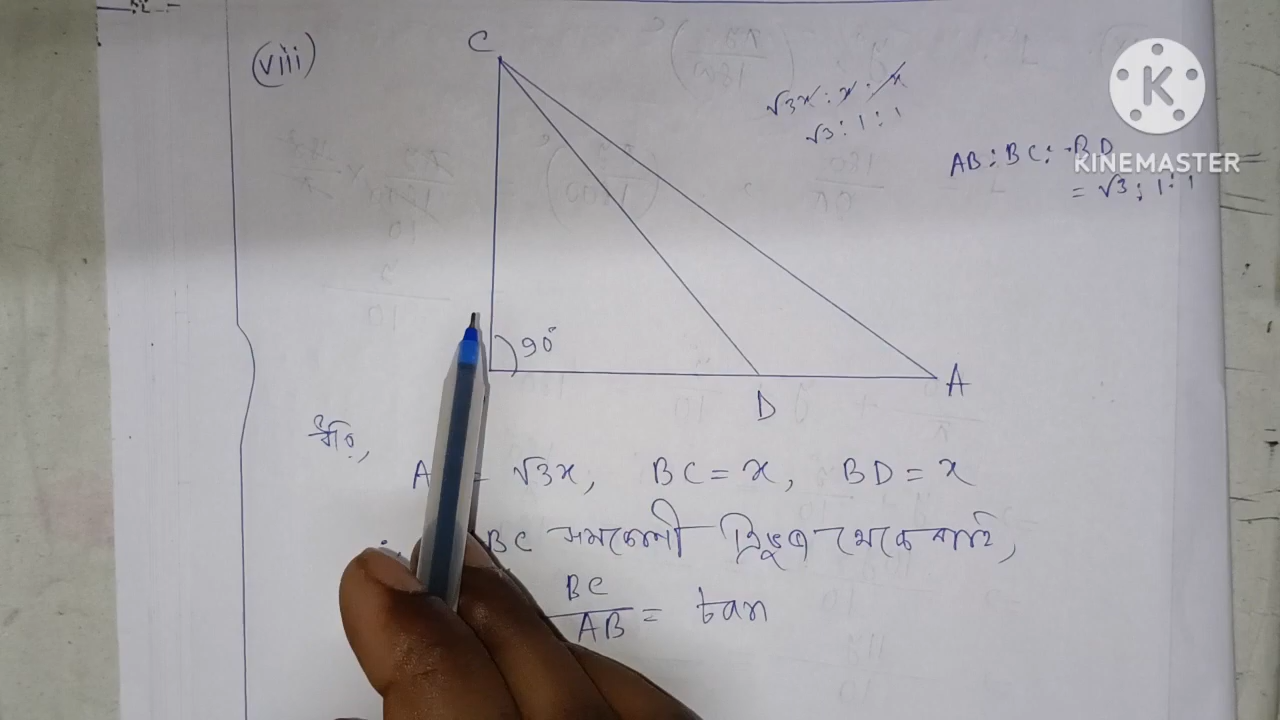 (viii)
C
√3x : x : x
√3 : 1 : 1
AB : BC : BD
= √3 : 1 : 1
KINEMASTER
90°
D
A
ধরি,
A = √3x, BC = x, BD = x
BC সমকোণী ত্রিভুজ থেকে পাই,
BC
AB = tan